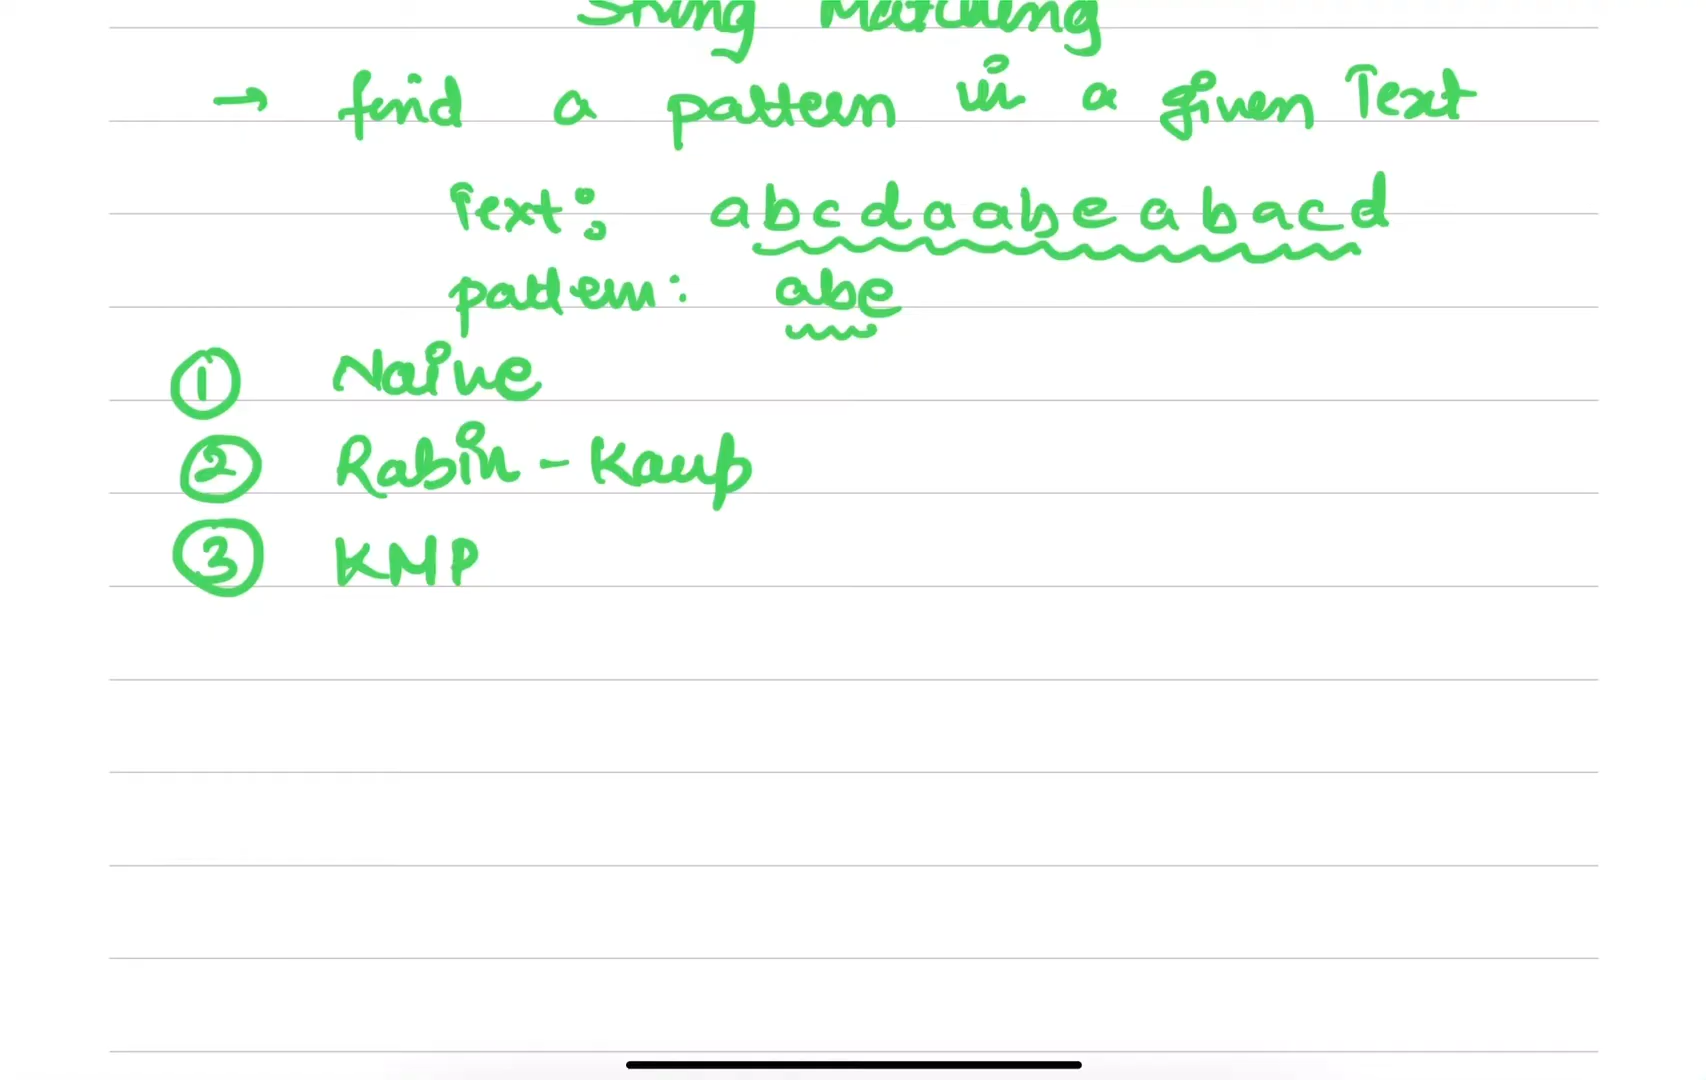 String Matching
→ find a pattern in a given Text
Text: abcdaabeabacd
pattern: abe
① Naive
② Rabin-Karp
③ KMP